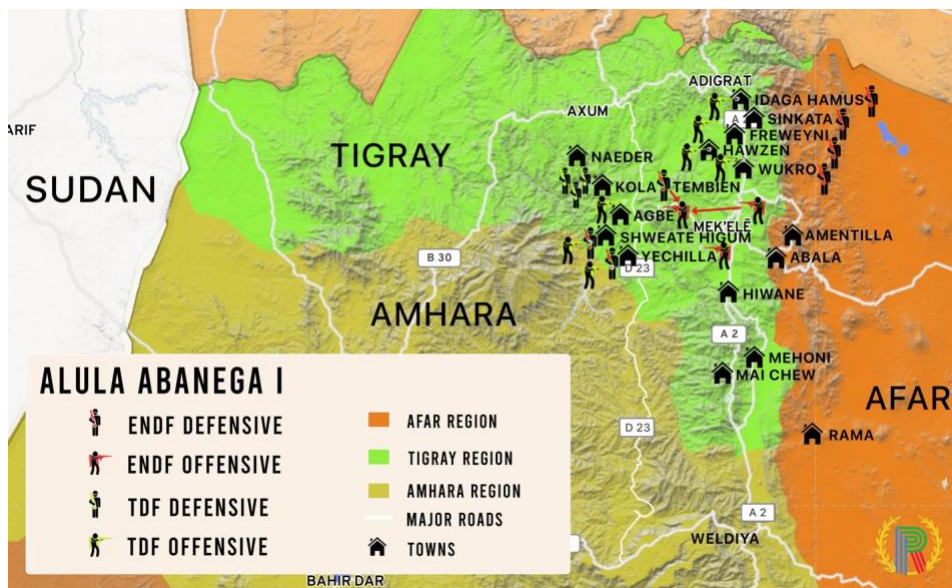 ADIGRAT
IDAGA HAMUS
ARIF
AXUM
A 2
SINKATA
FREWEYNI
TIGRAY
NAEDER
HAWZEN
WUKRO
SUDAN
KOLA TEMBIEN
AGBE
MEK'ELĒ
AMENTILLA
SHWEATE HIGUM
B 30
YECHILLA
ABALA
D 23
HIWANE
AMHARA
A 2
MEHONI
MAI CHEW
AFAR
D 23
RAMA
A 2
WELDIYA
BAHIR DAR
ALULA ABANEGA I
ENDF DEFENSIVE
ENDF OFFENSIVE
TDF DEFENSIVE
TDF OFFENSIVE
AFAR REGION
TIGRAY REGION
AMHARA REGION
MAJOR ROADS
TOWNS